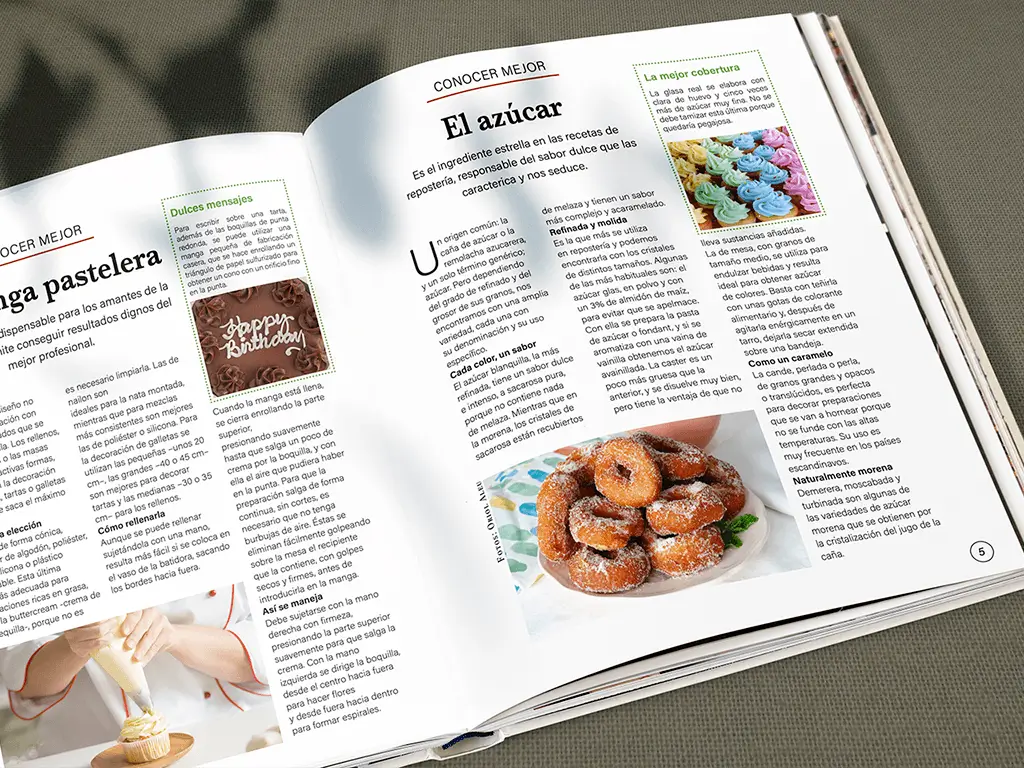 NOCER MEJOR
nga pastelera
dispensable para los amantes de la
mite conseguir resultados dignos del
mejor profesional.
iseño no
ación con
ados que se
la. Los rellenos,
o las masas
activas formas.
la decoración
tartas o galletas
e saca el máximo
a elección
de forma cónica,
r de algodón, poliéster,
silicona o plástico
ble. Esta última
ás adecuada para
aciones ricas en grasa,
la buttercream -crema de
equilla-, porque no es
es necesario limpiarla. Las de
nailon son
ideales para la nata montada,
mientras que para mezclas
más consistentes son mejores
las de poliéster o silicona. Para
la decoración de galletas se
utilizan las pequeñas –unos 20
cm–, las grandes –40 o 45 cm–
son mejores para decorar
tartas y las medianas –30 o 35
cm– para los rellenos.
Cómo rellenarla
Aunque se puede rellenar
sujetándola con una mano,
resulta más fácil si se coloca en
el vaso de la batidora, sacando
los bordes hacia fuera.
Dulces mensajes
Para escribir sobre una tarta,
además de las boquillas de punta
redonda, se puede utilizar una
manga pequeña de fabricación
casera, que se hace enrollando un
triángulo de papel sulfurizado para
obtener un cono con un orificio fino
en la punta.
Happy
Birthday
Cuando la manga está llena,
se cierra enrollando la parte
superior,
presionando suavemente
hasta que salga un poco de
crema por la boquilla, y con
ella el aire que pudiera haber
en la punta. Para que la
preparación salga de forma
continua, sin cortes, es
necesario que no tenga
burbujas de aire. Éstas se
eliminan fácilmente golpeando
sobre la mesa el recipiente
que la contiene, con golpes
secos y firmes, antes de
introducirla en la manga.
Así se maneja
Debe sujetarse con la mano
derecha con firmeza,
presionando la parte superior
suavemente para que salga la
crema. Con la mano
izquierda se dirige la boquilla,
desde el centro hacia fuera
para hacer flores
y desde fuera hacia dentro
para formar espirales.
CONOCER MEJOR
El azúcar
Es el ingrediente estrella en las recetas de
repostería, responsable del sabor dulce que las
caracterica y nos seduce.
Un origen común: la
caña de azúcar o la
remolacha azucarera,
y un solo término genérico;
azúcar. Pero dependiendo
del grado de refinado y
grosor de sus granos, nos
encontramos con una amplia
variedad, cada una con
su denominación y su uso
específico.
Cada color, un sabor
El azúcar blanquilla, la más
refinada, tiene un sabor dulce
e intenso, a sacarosa pura,
porque no contiene nada
de melaza. Mientras que en
la morena, los cristales de
sacarosa están recubiertos
de melaza y tienen un sabor
más complejo y acaramelado.
Refinada y molida
Es la que más se utiliza
en repostería y podemos
encontrarla con los cristales
de distintos tamaños. Algunas
de las más habituales son: el
azúcar glas, en polvo y con
un 3% de almidón de maíz,
para evitar que se apelmace.
Con ella se prepara la pasta
de azúcar o fondant, y si se
aromatiza con una vaina de
vainilla obtenemos el azúcar
avainillada. La caster es un
poco más gruesa que la
anterior, y se disuelve muy bien,
pero tiene la ventaja de que no
La mejor cobertura
La glasa real se elabora con
clara de huevo y cinco veces
más de azúcar muy fina. No se
debe tamizar esta última porque
quedaría pegajosa.
lleva sustancias añadidas.
La de mesa, con granos de
tamaño medio, se utiliza para
endulzar bebidas y resulta
ideal para obtener azúcar
de colores. Basta con teñirla
con unas gotas de colorante
alimentario y, después de
agitarla enérgicamente en un
tarro, dejarla secar extendida
sobre una bandeja.
Como un caramelo
La cande, perlada o perla,
de granos grandes y opacos
o translúcidos, es perfecta
para decorar preparaciones
que se van a hornear porque
no se funde con las altas
temperaturas. Su uso es
muy frecuente en los países
escandinavos.
Naturalmente morena
Demerera, moscabada y
turbinada son algunas de
las variedades de azúcar
morena que se obtienen por
la cristalización del jugo de la
caña.
Fotos: Oriol Aleu
5